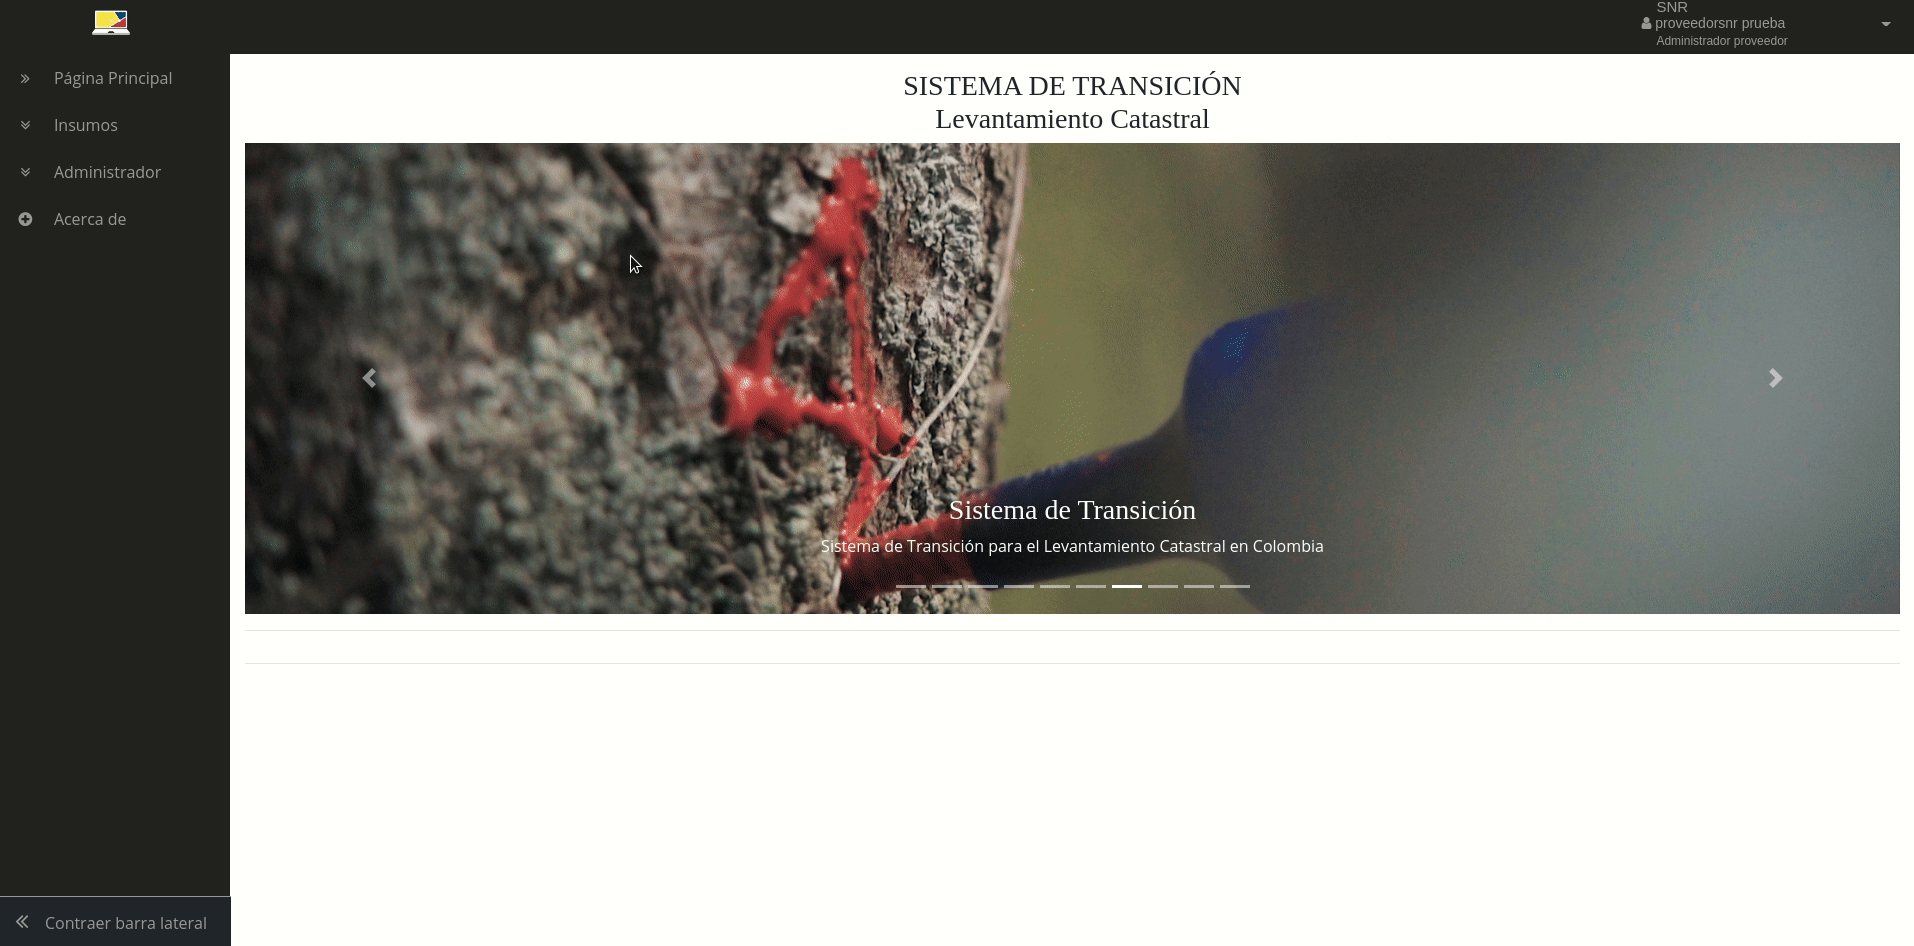 SNR
proveedorsnr prueba
Administrador proveedor
Página Principal
Insumos
Administrador
Acerca de
SISTEMA DE TRANSICIÓN
Levantamiento Catastral
Sistema de Transición
Sistema de Transición para el Levantamiento Catastral en Colombia
Contraer barra lateral